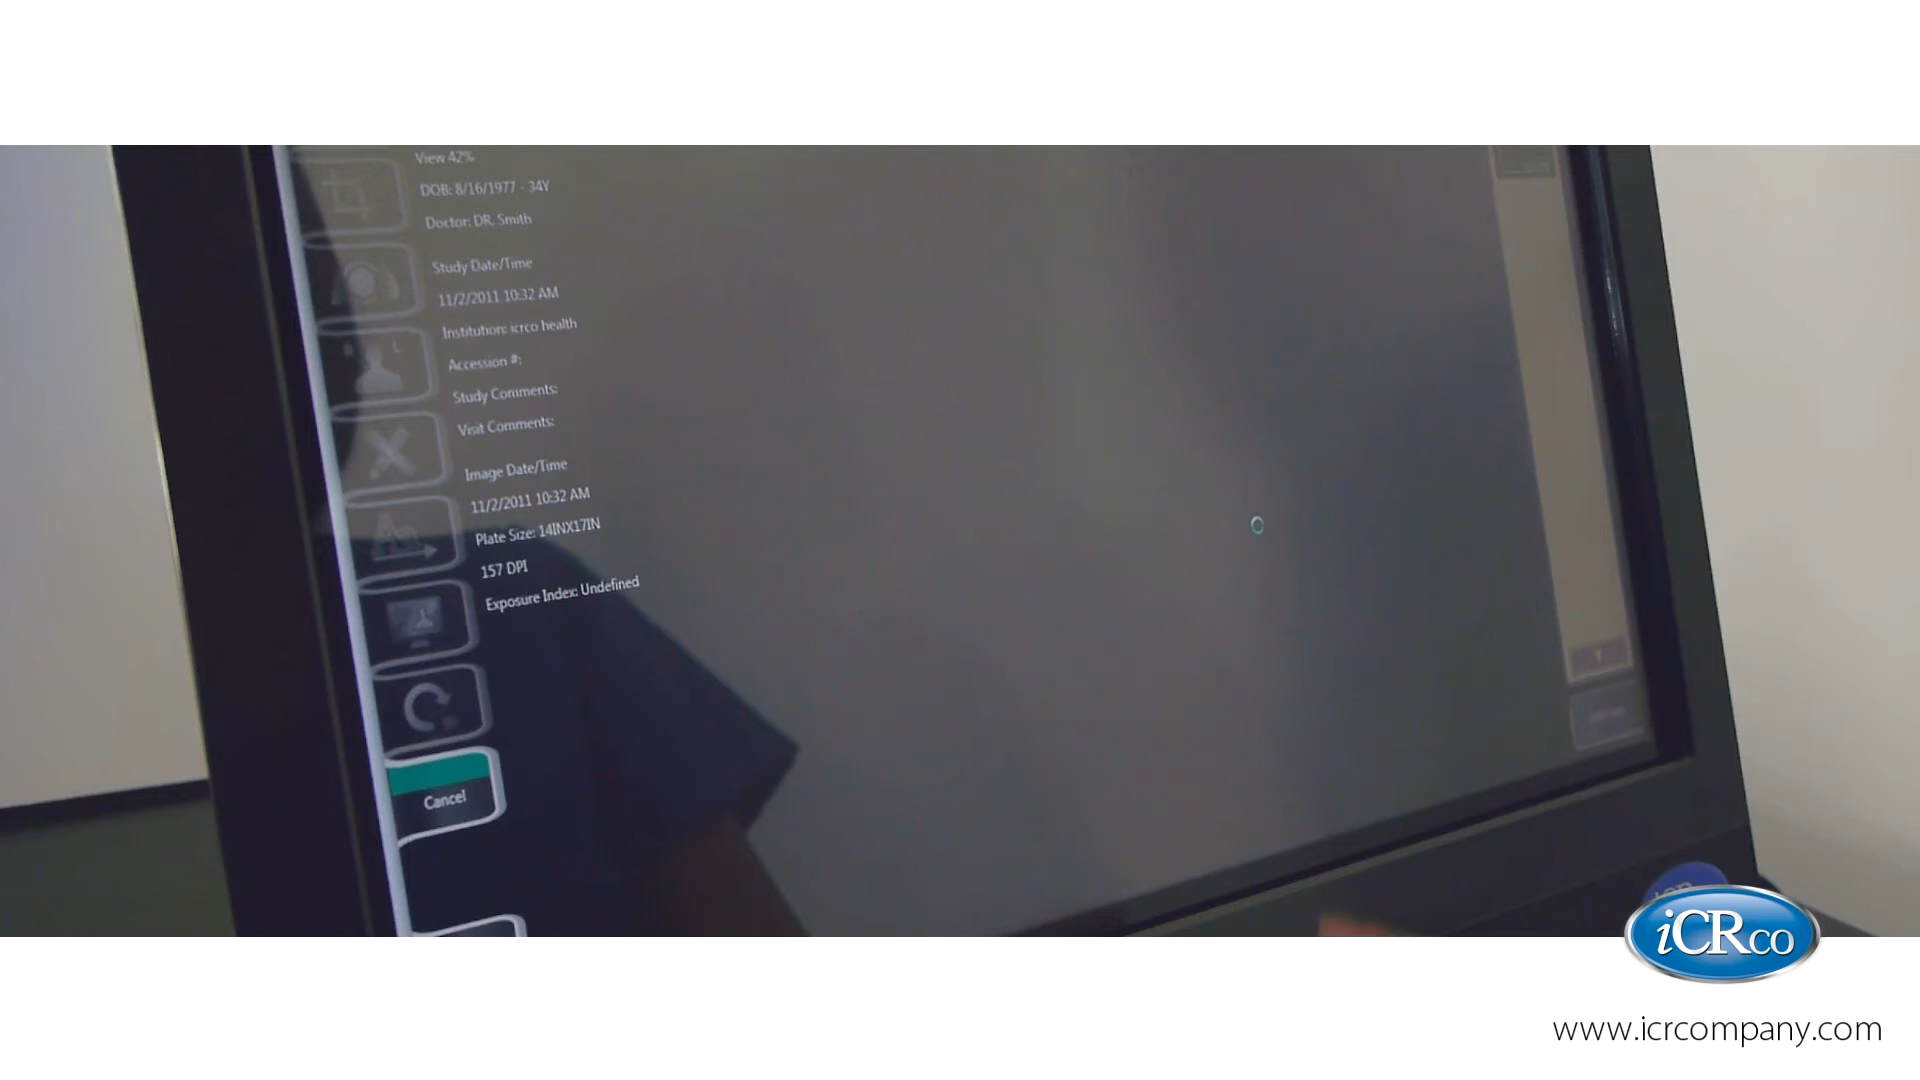 View 42%
DOB: 8/16/1977 - 34Y
Doctor: DR. Smith
Study Date/Time
11/2/2011 10:32 AM
Institution: icrco health
Accession #:
Study Comments:
Visit Comments:
Image Date/Time
11/2/2011 10:32 AM
Plate Size: 14INX17IN
157 DPI
Exposure Index: Undefined
R L
Cancel
iCRco
www.icrcompany.com